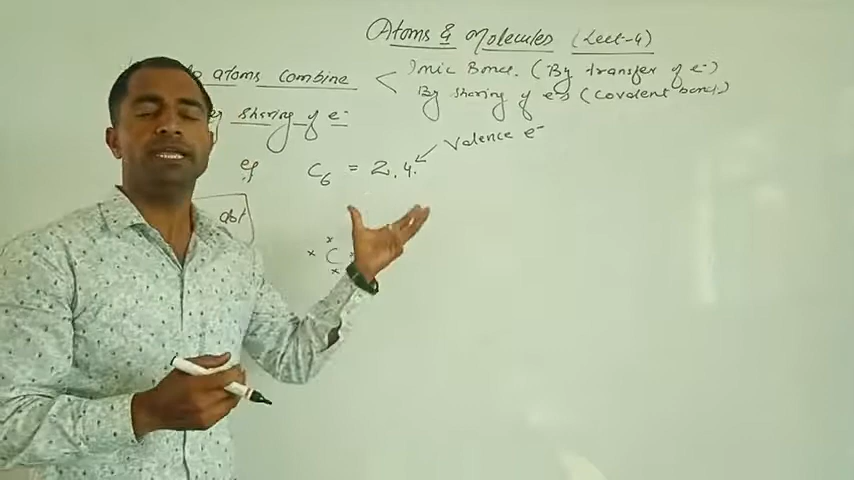 Atoms & Molecules (Lect-4)
atoms combine
Ionic Bond. (By transfer of e-)
By sharing of e-s (Covalent bond)
sharing of e-
Valence e-
eg C6 = 2, 4.
dot
x
x C
x